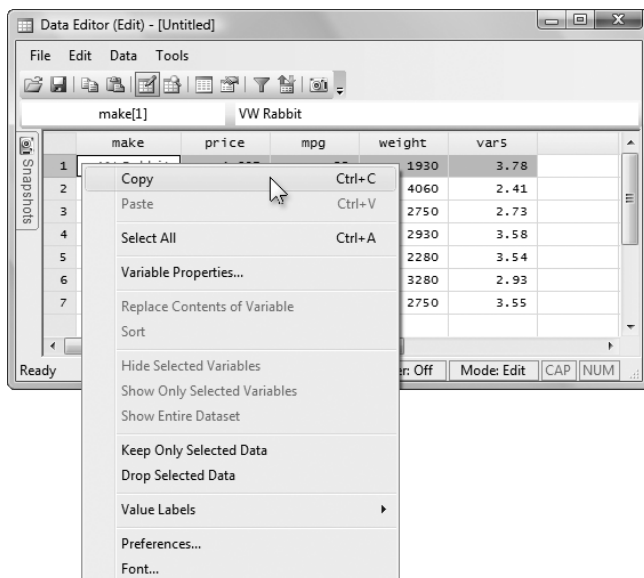 Data Editor (Edit) - [Untitled]
File Edit Data Tools
make[1] VW Rabbit
Snapshots
make price mpg weight var5
1 1930 3.78
2 4060 2.41
3 2750 2.73
4 2930 3.58
5 2280 3.54
6 3280 2.93
7 2750 3.55
Copy Ctrl+C
Paste Ctrl+V
Select All Ctrl+A
Variable Properties...
Replace Contents of Variable
Sort
Hide Selected Variables
Show Only Selected Variables
Show Entire Dataset
Keep Only Selected Data
Drop Selected Data
Value Labels
Preferences...
Font...
Ready Off Mode: Edit CAP NUM